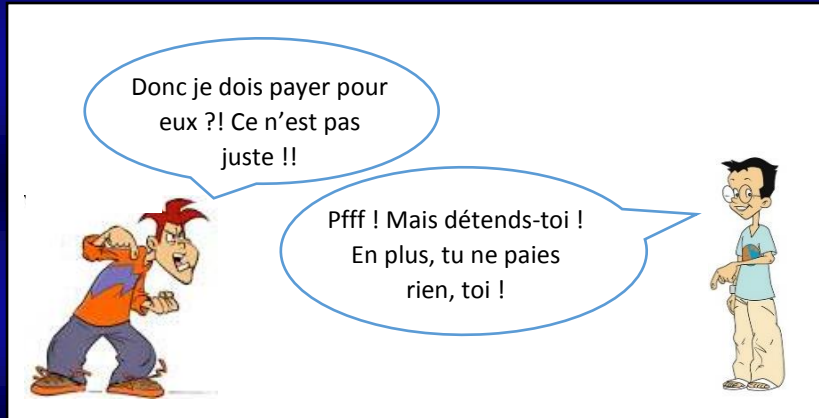 Donc je dois payer pour
eux ?! Ce n’est pas
juste !!
Pfff ! Mais détends-toi !
En plus, tu ne paies
rien, toi !